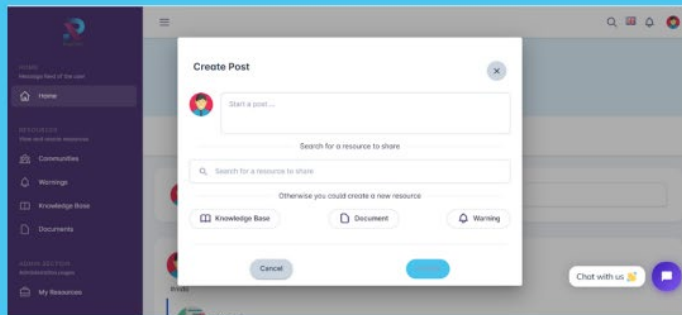 HOME
Message feed of the user
Home
RESOURCES
View and search resources
Communities
Warnings
Knowledge Base
Documents
ADMIN SECTION
Administrative pages
My Resources
Create Post
Start a post ...
Search for a resource to share
Search for a resource to share
Otherwise you could create a new resource
Knowledge Base
Document
Warning
Cancel
Chat with us